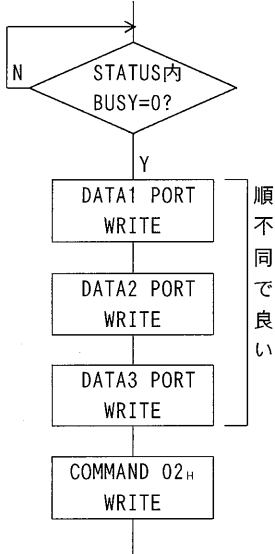 STATUS内
BUSY=0?
N
Y
DATA1 PORT
WRITE
DATA2 PORT
WRITE
DATA3 PORT
WRITE
順不同で良い
COMMAND 02H
WRITE